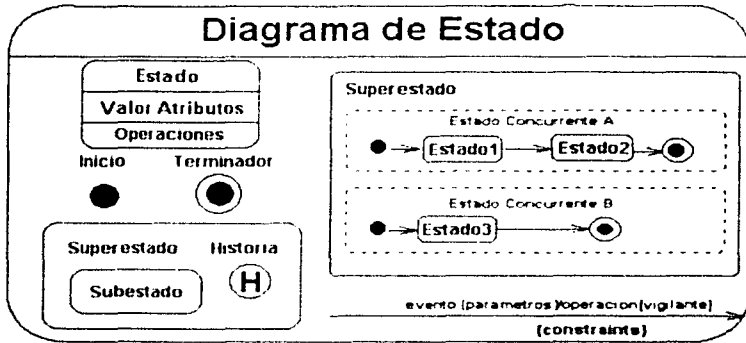 Diagrama de Estado
Estado
Valor Atributos
Operaciones
Inicio
Terminador
Superestado
Historia
H
Subestado
Superestado
Estado Concurrente A
Estado1
Estado2
Estado Concurrente B
Estado3
evento (parametros)/operacion{vigilante}
{constraints}